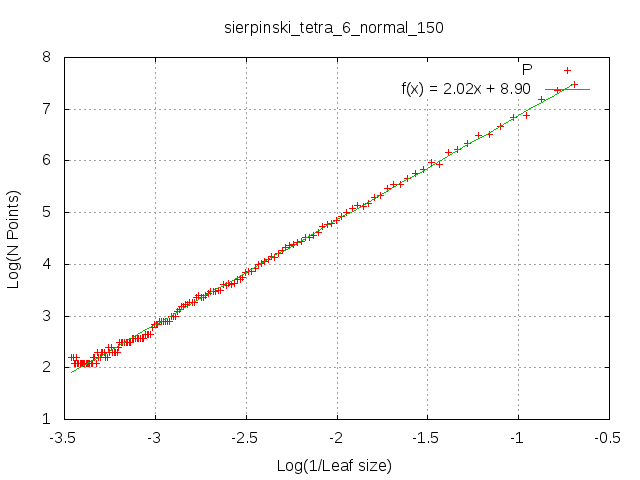 sierpinski_tetra_6_normal_150
P
f(x) = 2.02x + 8.90
8
7
6
5
4
3
2
1
Log(N Points)
-3.5 -3 -2.5 -2 -1.5 -1 -0.5
Log(1/Leaf size)